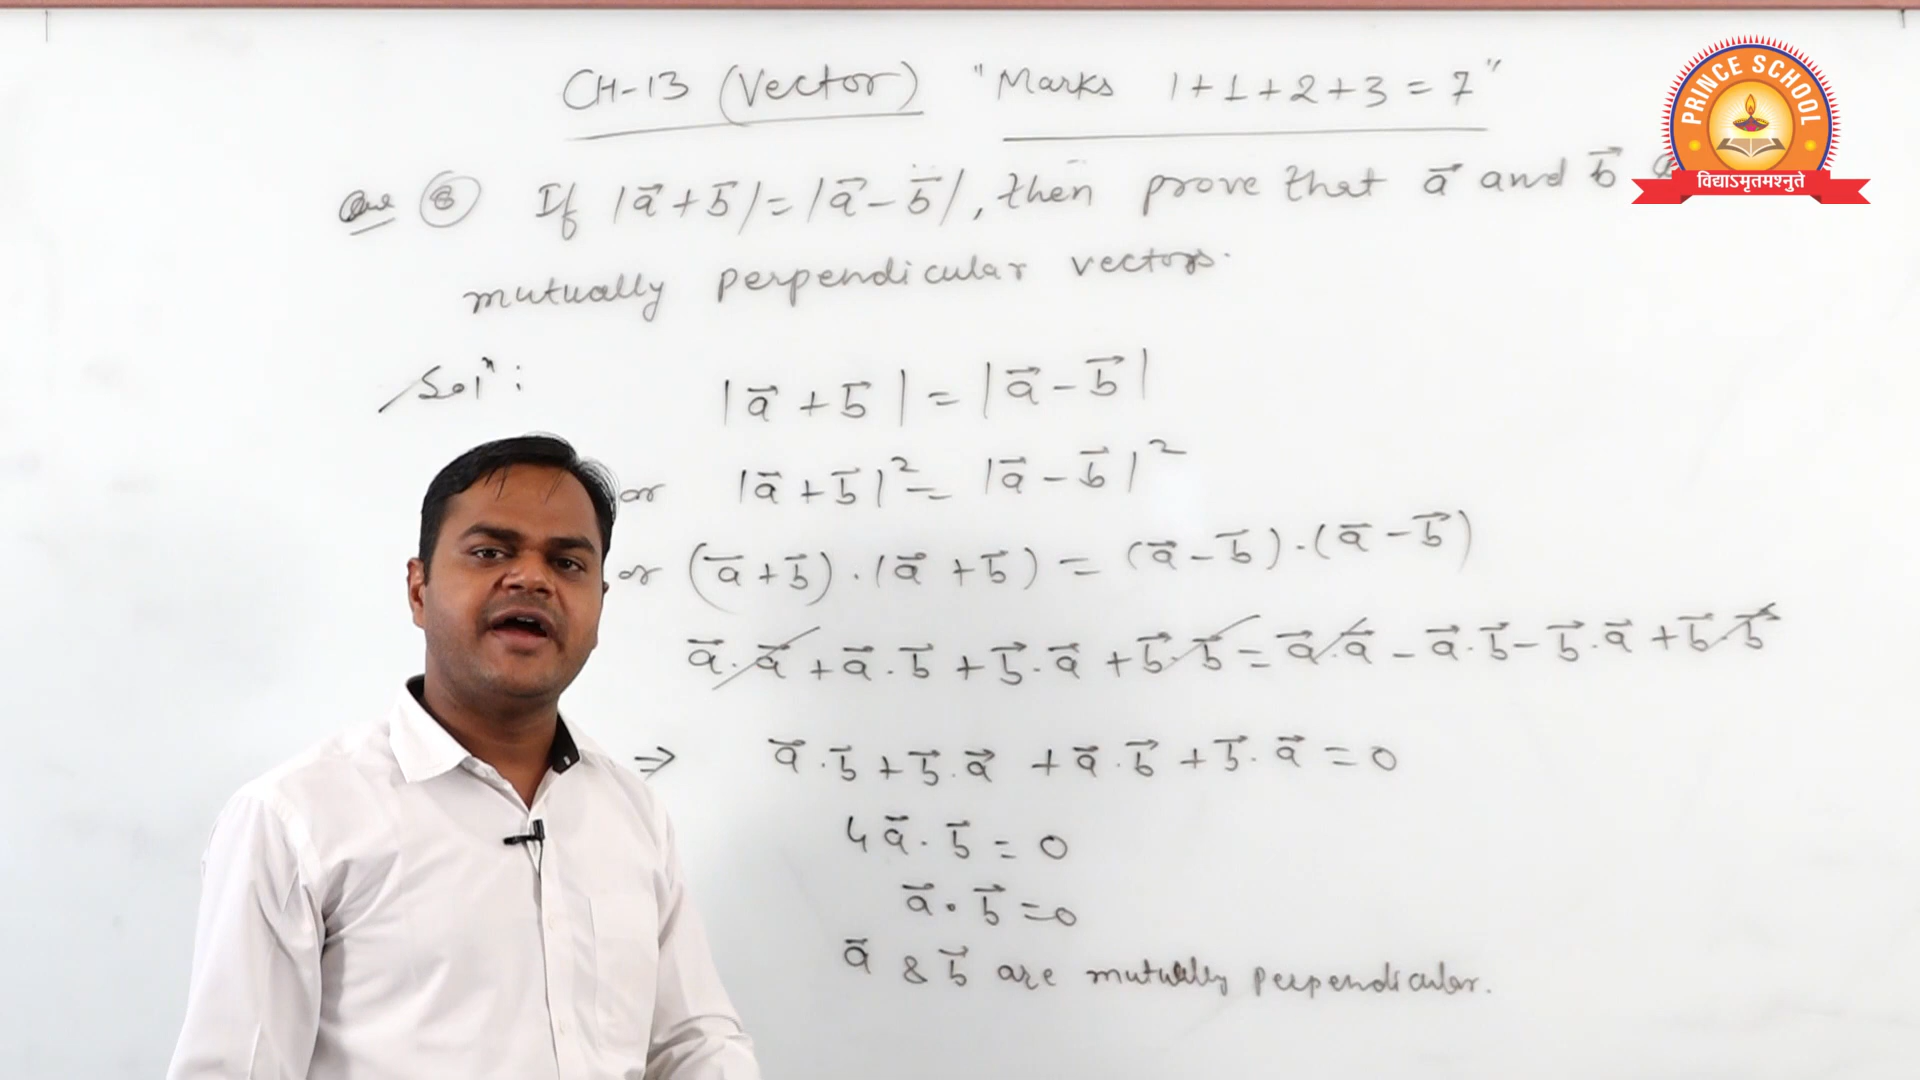 CH-13 (Vector) "Marks 1+1+2+3=7"
PRINCE SCHOOL
विद्याऽमृतमश्नुते
Que 8 If |a⃗+b⃗|=|a⃗-b⃗|, then prove that a⃗ and b⃗
mutually perpendicular vectors.
Solⁿ: |a⃗+b⃗|=|a⃗-b⃗|
or |a⃗+b⃗|²=|a⃗-b⃗|²
or (a⃗+b⃗).(a⃗+b⃗)=(a⃗-b⃗).(a⃗-b⃗)
a⃗.a⃗+a⃗.b⃗+b⃗.a⃗+b⃗.b⃗=a⃗.a⃗-a⃗.b⃗-b⃗.a⃗+b⃗.b⃗
⇒ a⃗.b⃗+b⃗.a⃗+a⃗.b⃗+b⃗.a⃗=0
4a⃗.b⃗=0
a⃗.b⃗=0
a⃗ & b⃗ are mutually perpendicular.